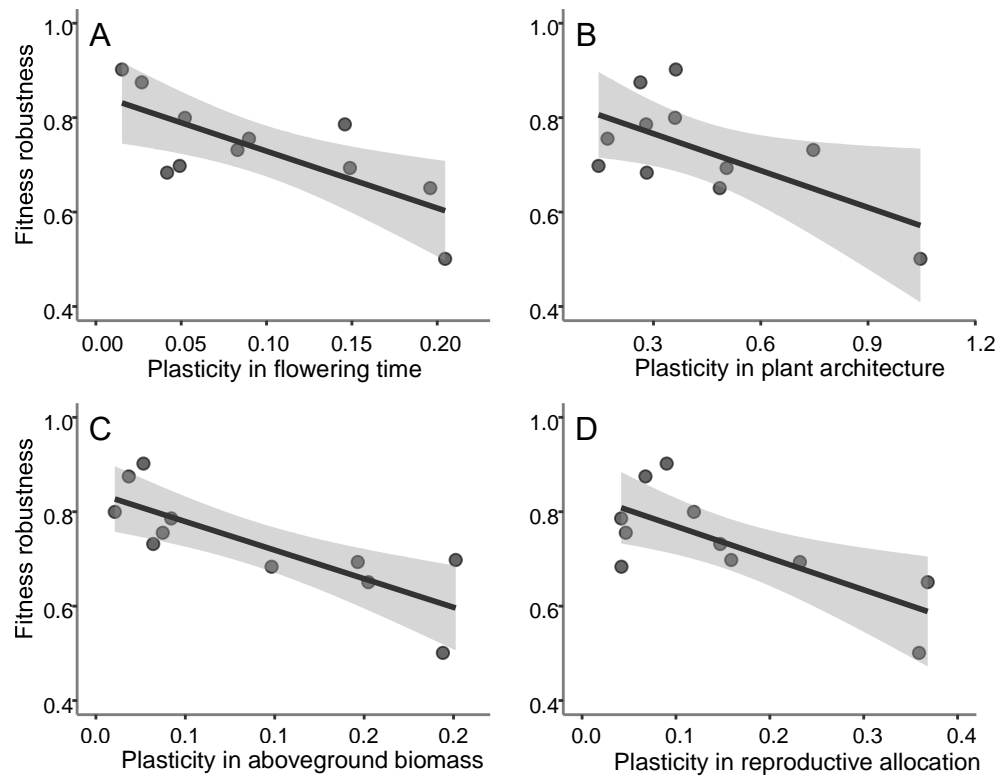 A
B
Fitness robustness
1.0
0.8
0.6
0.4
0.00 0.05 0.10 0.15 0.20
Plasticity in flowering time
1.0
0.8
0.6
0.4
0.3 0.6 0.9 1.2
Plasticity in plant architecture
C
D
Fitness robustness
1.0
0.8
0.6
0.4
0.0 0.1 0.1 0.2 0.2
Plasticity in aboveground biomass
1.0
0.8
0.6
0.4
0.0 0.1 0.2 0.3 0.4
Plasticity in reproductive allocation